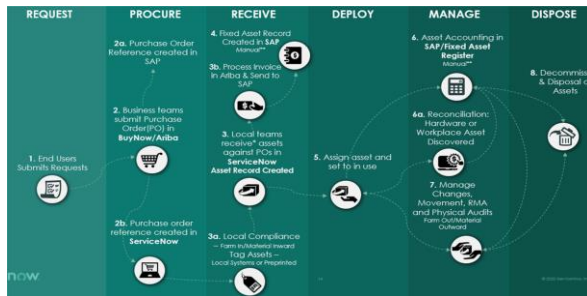 REQUEST
PROCURE
RECEIVE
DEPLOY
MANAGE
DISPOSE
1. End Users
Submits Requests
2a. Purchase Order
Reference created in
SAP
2. Business teams
submit Purchase
Order(PO) in
BuyNow/Ariba
2b. Purchase order
reference created in
ServiceNow
4. Fixed Asset Record
Created in SAP
Manual**
3b. Process Invoice
in Ariba & Send to
SAP
3. Local teams
receive* assets
against POs in
ServiceNow
Asset Record Created
3a. Local Compliance
– Farm In/Material Inward
Tag Assets –
Local Systems or Preprinted
5. Assign asset and
set to in use
6. Asset Accounting in
SAP/Fixed Asset
Register
Manual**
6a. Reconciliation:
Hardware or
Workplace Asset
Discovered
7. Manage
Changes,
Movement, RMA
and Physical Audits
Farm Out/Material
Outward
8. Decommiss
& Disposal o
Assets
now